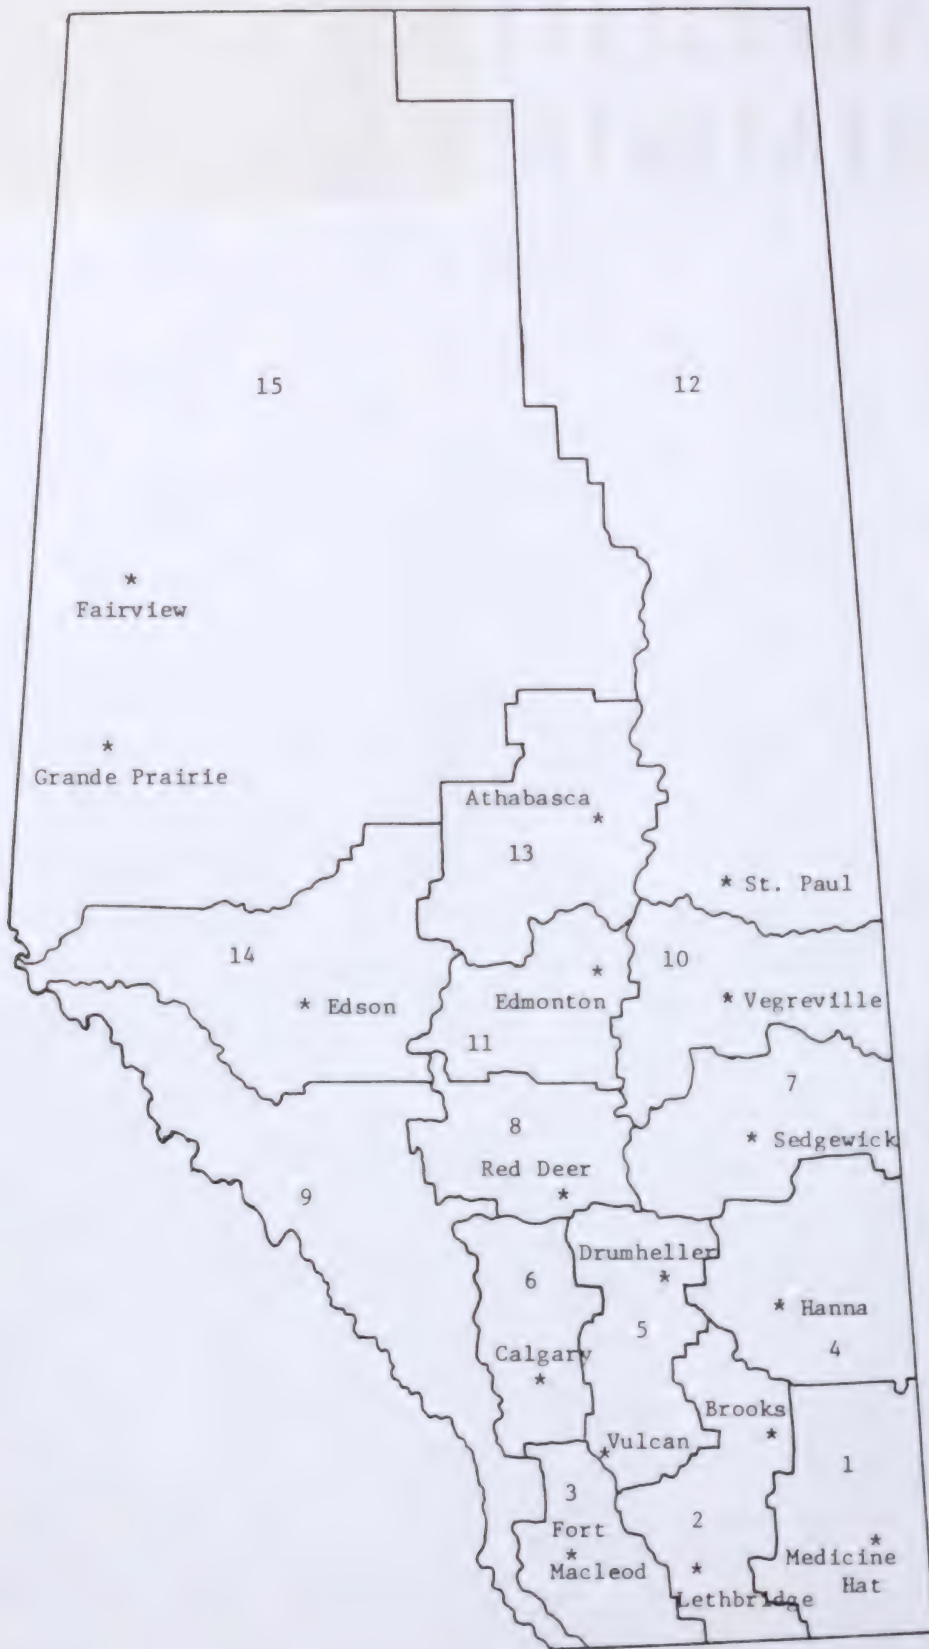 15
12
*
Fairview
*
Grande Prairie
Athabasca
*
13
* St. Paul
14
10
*
* Edson
Edmonton
* Vegreville
11
7
8
* Sedgewick
Red Deer
*
9
Drumheller
*
6
* Hanna
5
4
Calgary
*
Brooks
*
Vulcan
*
1
3
2
Fort
*
Macleod
*
Medicine
Hat
*
Lethbridge